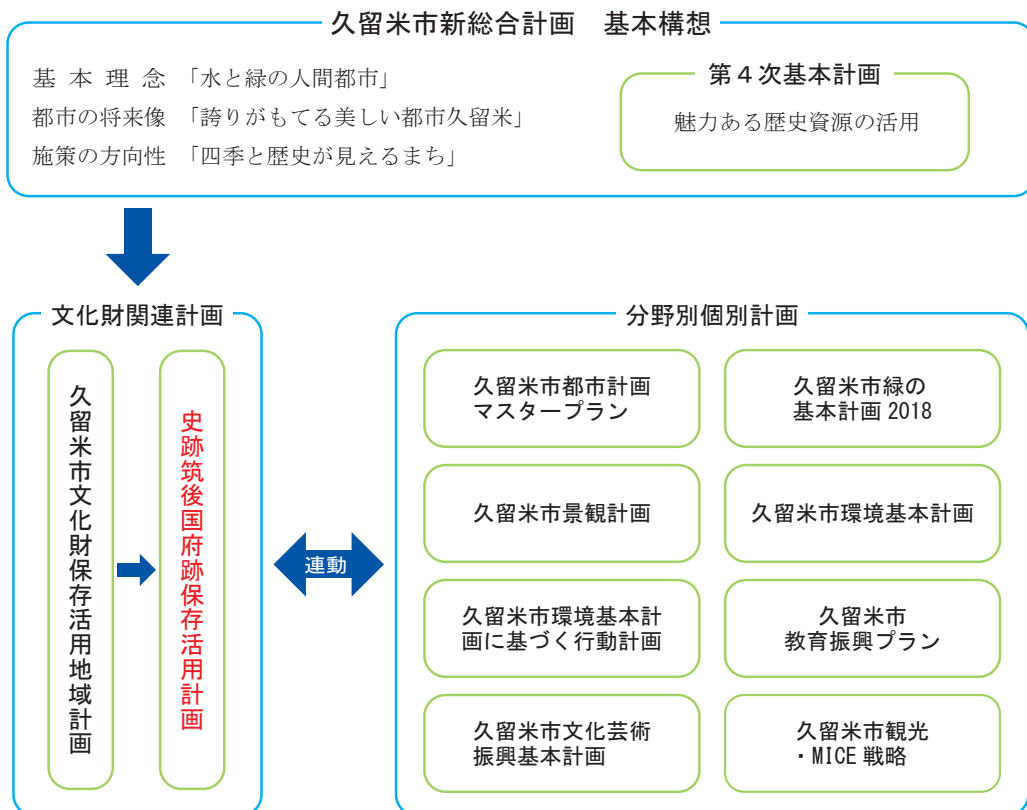 久留米市新総合計画　基本構想
基本理念　「水と緑の人間都市」
都市の将来像　「誇りがもてる美しい都市久留米」
施策の方向性　「四季と歴史が見えるまち」
第４次基本計画
魅力ある歴史資源の活用
文化財関連計画
久留米市文化財保存活用地域計画
史跡筑後国府跡保存活用計画
連動
分野別個別計画
久留米市都市計画
マスタープラン
久留米市緑の
基本計画 2018
久留米市景観計画
久留米市環境基本計画
久留米市環境基本計
画に基づく行動計画
久留米市
教育振興プラン
久留米市文化芸術
振興基本計画
久留米市観光
・MICE 戦略